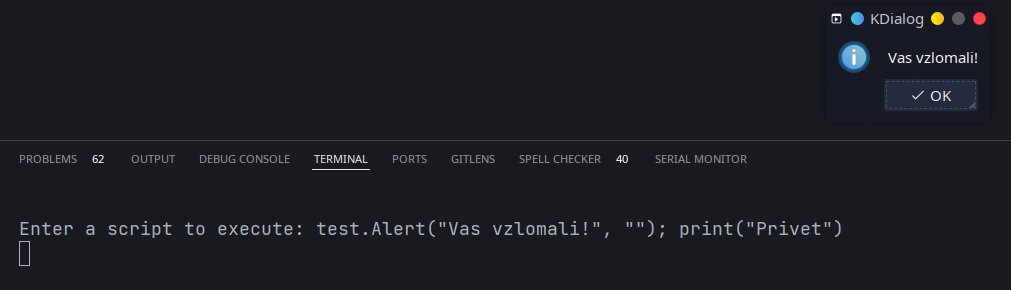 KDialog
Vas vzlomali!
OK
PROBLEMS 62 OUTPUT DEBUG CONSOLE TERMINAL PORTS GITLENS SPELL CHECKER 40 SERIAL MONITOR
Enter a script to execute: test.Alert("Vas vzlomali!", ""); print("Privet")